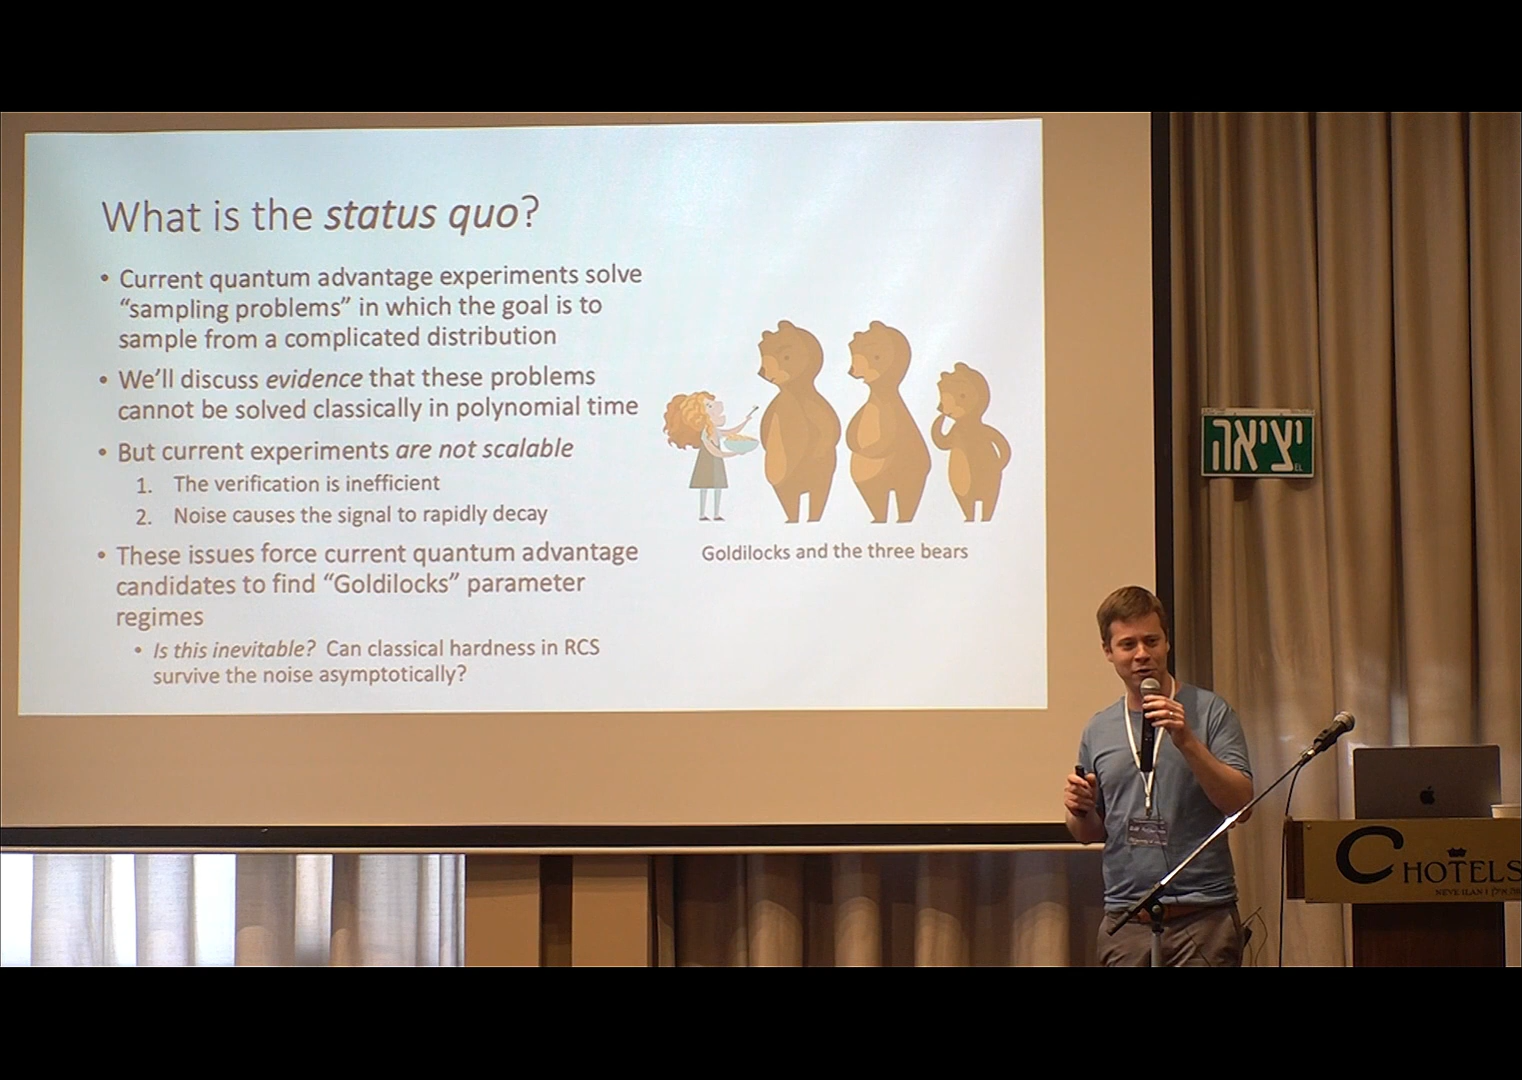 What is the status quo?
• Current quantum advantage experiments solve
“sampling problems” in which the goal is to
sample from a complicated distribution
• We’ll discuss evidence that these problems
cannot be solved classically in polynomial time
• But current experiments are not scalable
1. The verification is inefficient
2. Noise causes the signal to rapidly decay
• These issues force current quantum advantage
candidates to find “Goldilocks” parameter
regimes
• Is this inevitable? Can classical hardness in RCS
survive the noise asymptotically?
Goldilocks and the three bears
יציאה
EL
C HOTELS
NEVE ILAN